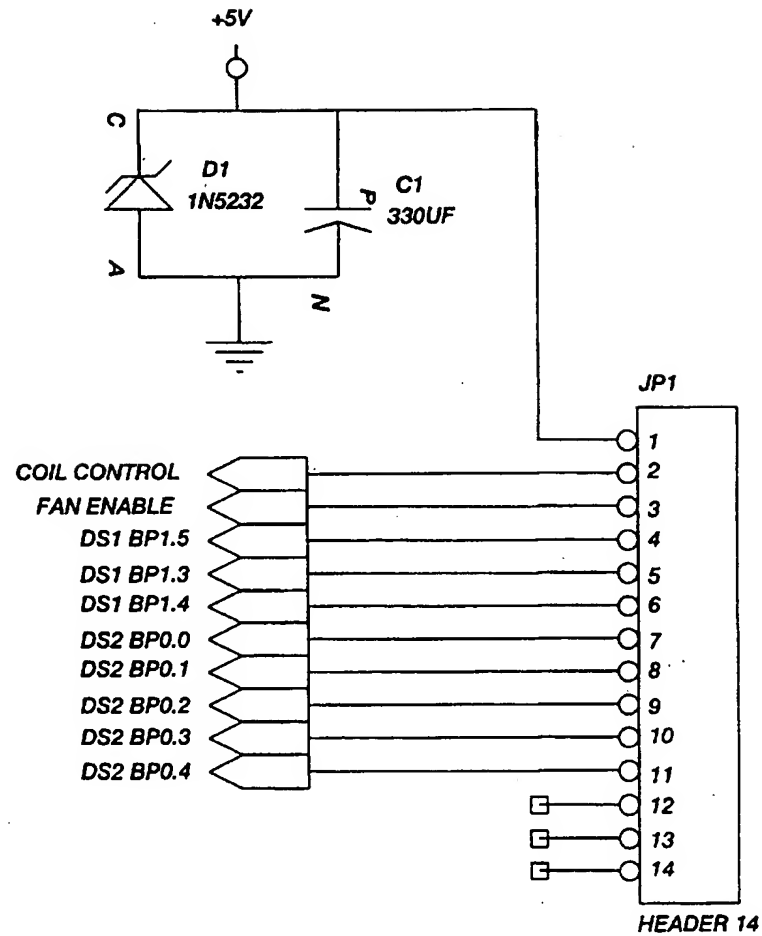 +5V
C
D1
1N5232
P
C1
330UF
A
N
JP1
1
COIL CONTROL 2
FAN ENABLE 3
DS1 BP1.5 4
DS1 BP1.3 5
DS1 BP1.4 6
DS2 BP0.0 7
DS2 BP0.1 8
DS2 BP0.2 9
DS2 BP0.3 10
DS2 BP0.4 11
12
13
14
HEADER 14